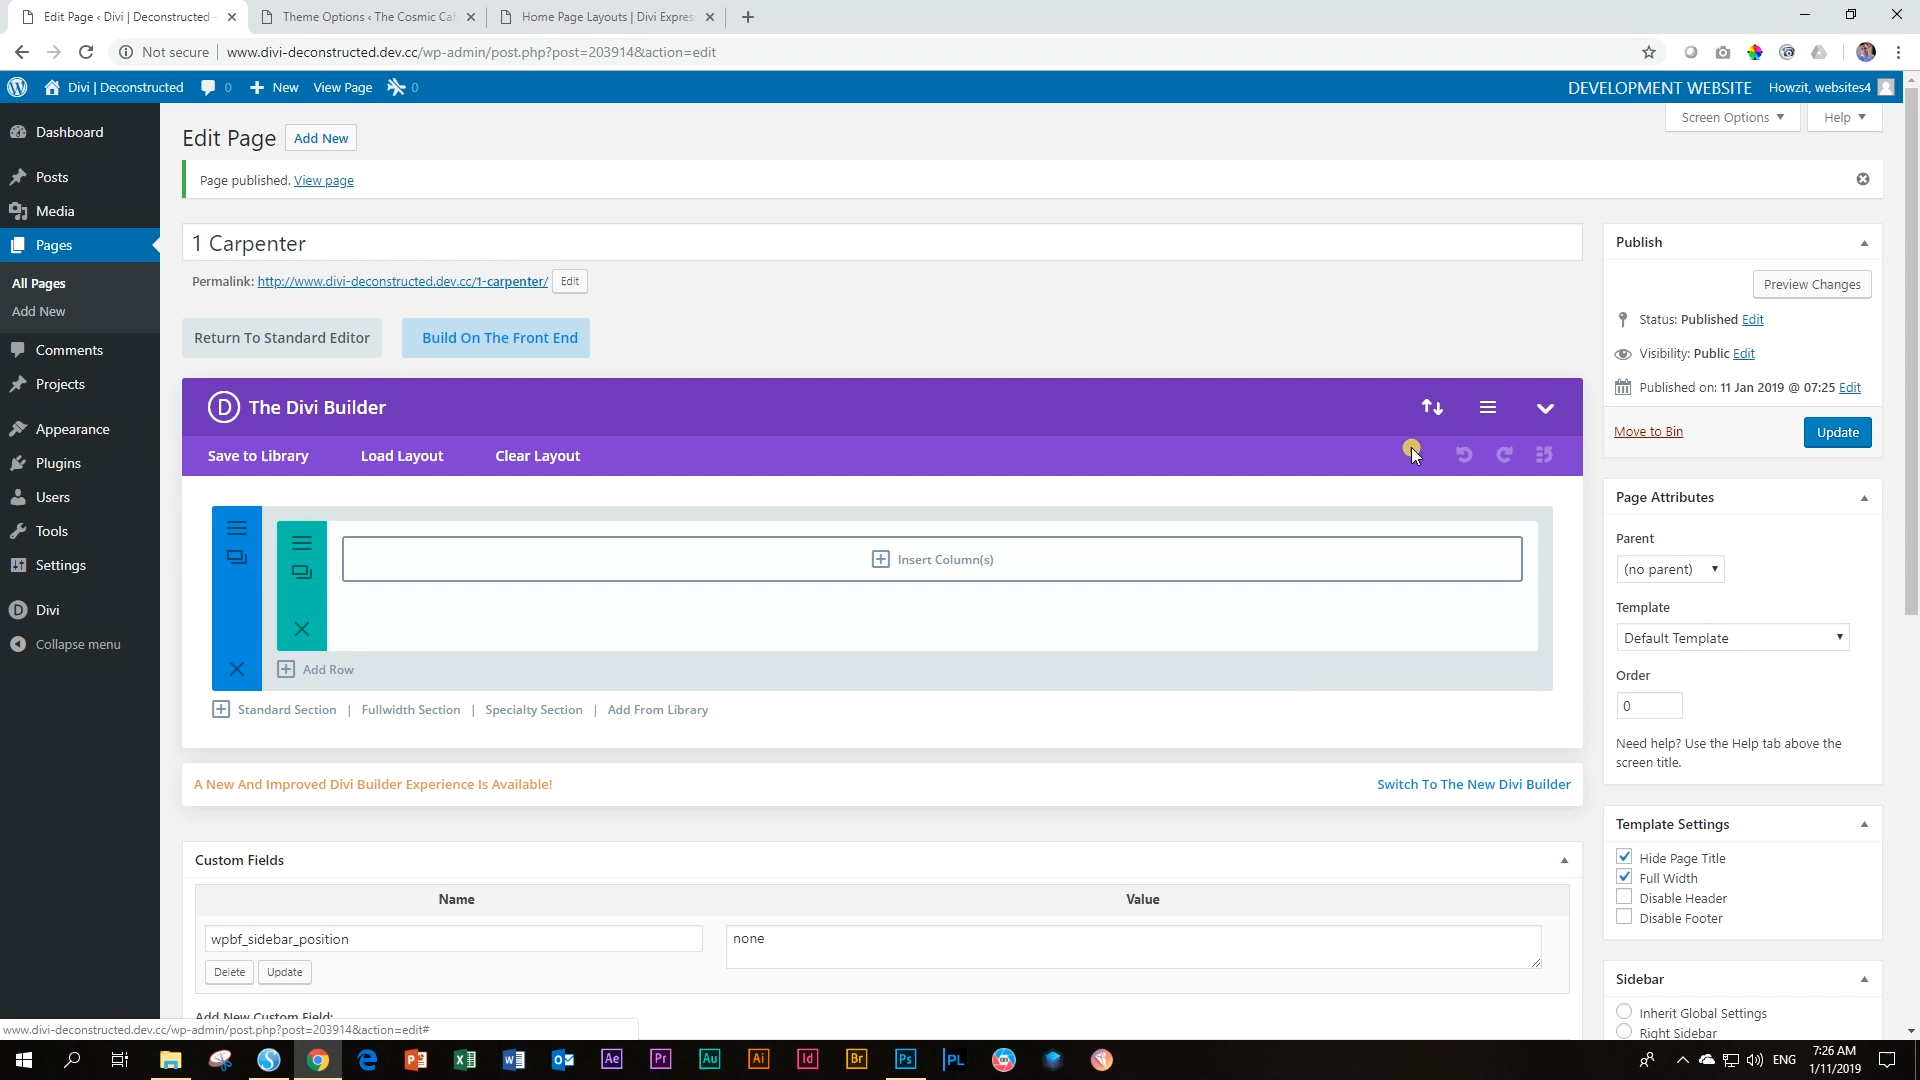 Edit Page ‹ Divi | Deconstructed -
Theme Options ‹ The Cosmic Caf
Home Page Layouts | Divi Expres
Not secure
www.divi-deconstructed.dev.cc/wp-admin/post.php?post=203914&action=edit
Divi | Deconstructed
0
New
View Page
0
DEVELOPMENT WEBSITE
Howzit, websites4
Dashboard
Posts
Media
Pages
All Pages
Add New
Comments
Projects
Appearance
Plugins
Users
Tools
Settings
Divi
Collapse menu
Screen Options
Help
Edit Page
Add New
Page published. View page
1 Carpenter
Permalink: http://www.divi-deconstructed.dev.cc/1-carpenter/
Edit
Return To Standard Editor
Build On The Front End
D
The Divi Builder
Save to Library
Load Layout
Clear Layout
Insert Column(s)
Add Row
Standard Section | Fullwidth Section | Specialty Section | Add From Library
A New And Improved Divi Builder Experience Is Available!
Switch To The New Divi Builder
Custom Fields
Name
Value
wpbf_sidebar_position
none
Delete
Update
Add New Custom Field:
Publish
Preview Changes
Status: Published Edit
Visibility: Public Edit
Published on: 11 Jan 2019 @ 07:25 Edit
Move to Bin
Update
Page Attributes
Parent
(no parent)
Template
Default Template
Order
0
Need help? Use the Help tab above the
screen title.
Template Settings
Hide Page Title
Full Width
Disable Header
Disable Footer
Sidebar
Inherit Global Settings
Right Sidebar
www.divi-deconstructed.dev.cc/wp-admin/post.php?post=203914&action=edit#
Ae
Pr
Au
Ai
Id
Br
Ps
PL
ENG
7:26 AM
1/11/2019